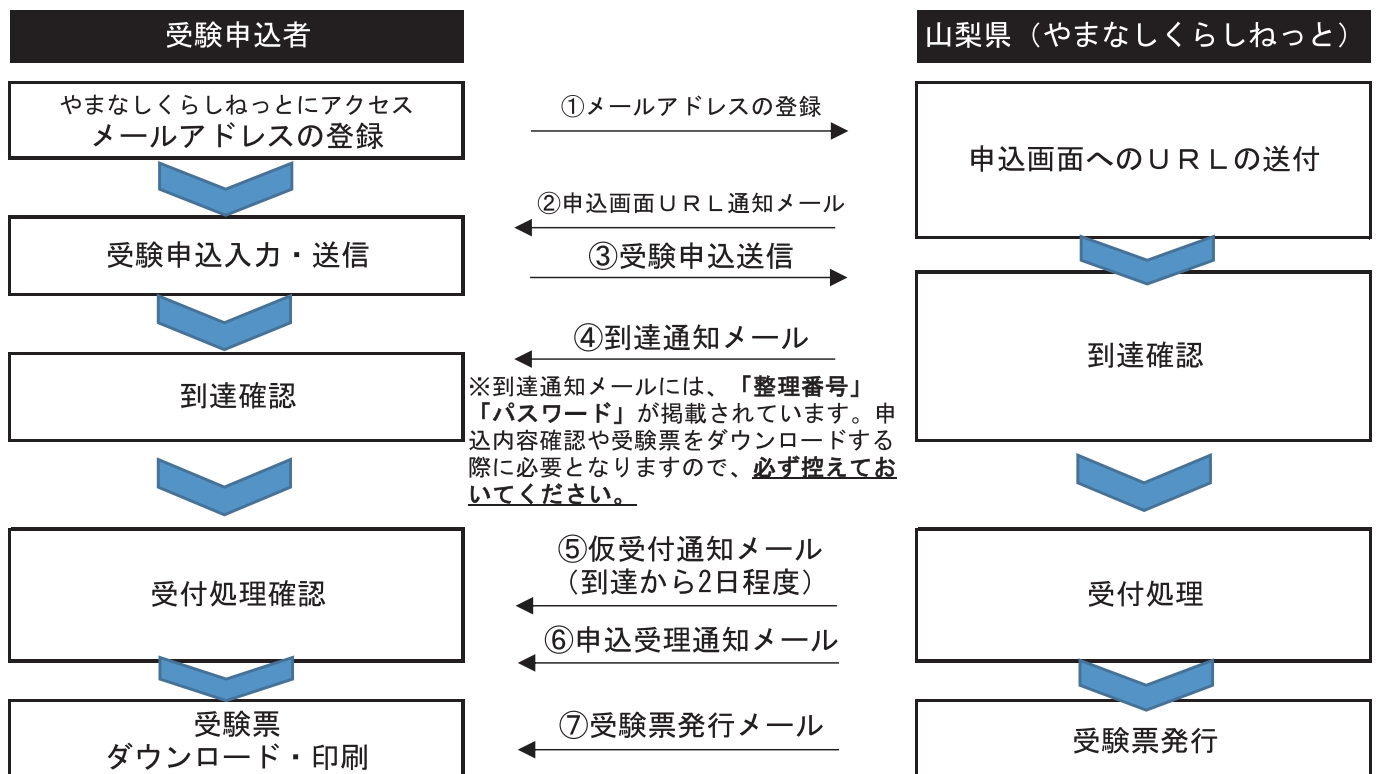 受験申込者
山梨県（やまなしくらしねっと）
やまなしくらしねっとにアクセス
メールアドレスの登録
①メールアドレスの登録
申込画面へのＵＲＬの送付
②申込画面ＵＲＬ通知メール
受験申込入力・送信
③受験申込送信
④到達通知メール
到達確認
到達確認
※到達通知メールには、「整理番号」
「パスワード」が掲載されています。申
込内容確認や受験票をダウンロードする
際に必要となりますので、必ず控えてお
いてください。
⑤仮受付通知メール
（到達から2日程度）
受付処理確認
受付処理
⑥申込受理通知メール
受験票
ダウンロード・印刷
⑦受験票発行メール
受験票発行